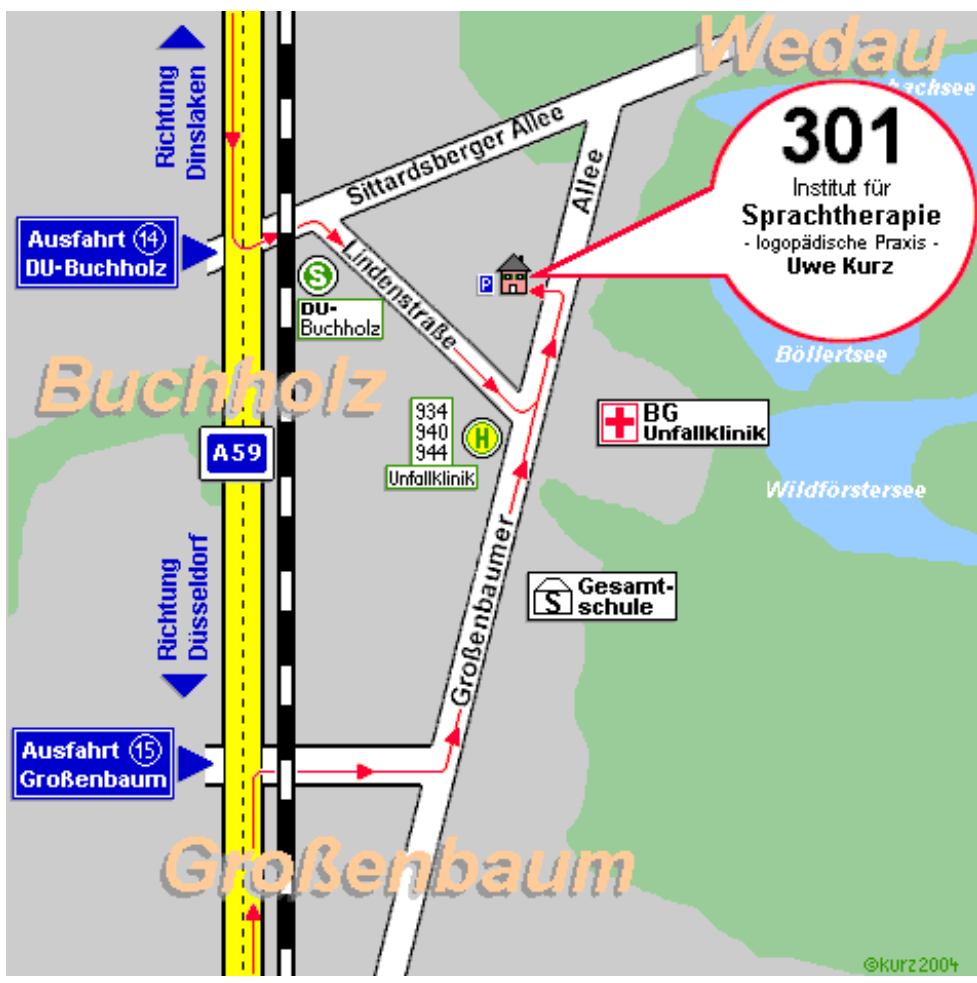 Wedau
Richtung
Dinslaken
achsee
301
Institut für
Sprachtherapie
- logopädische Praxis -
Uwe Kurz
Sittardsberger Allee
Allee
Ausfahrt 14
DU-Buchholz
Lindenstraße
S
DU-
Buchholz
P
Böllertsee
Buchholz
934
940
944
H
Unfallklinik
BG
Unfallklinik
A59
Wildförstersee
Großenbaumer
Richtung
Düsseldorf
S
Gesamt-
schule
Ausfahrt 15
Großenbaum
Großenbaum
©kurz2004